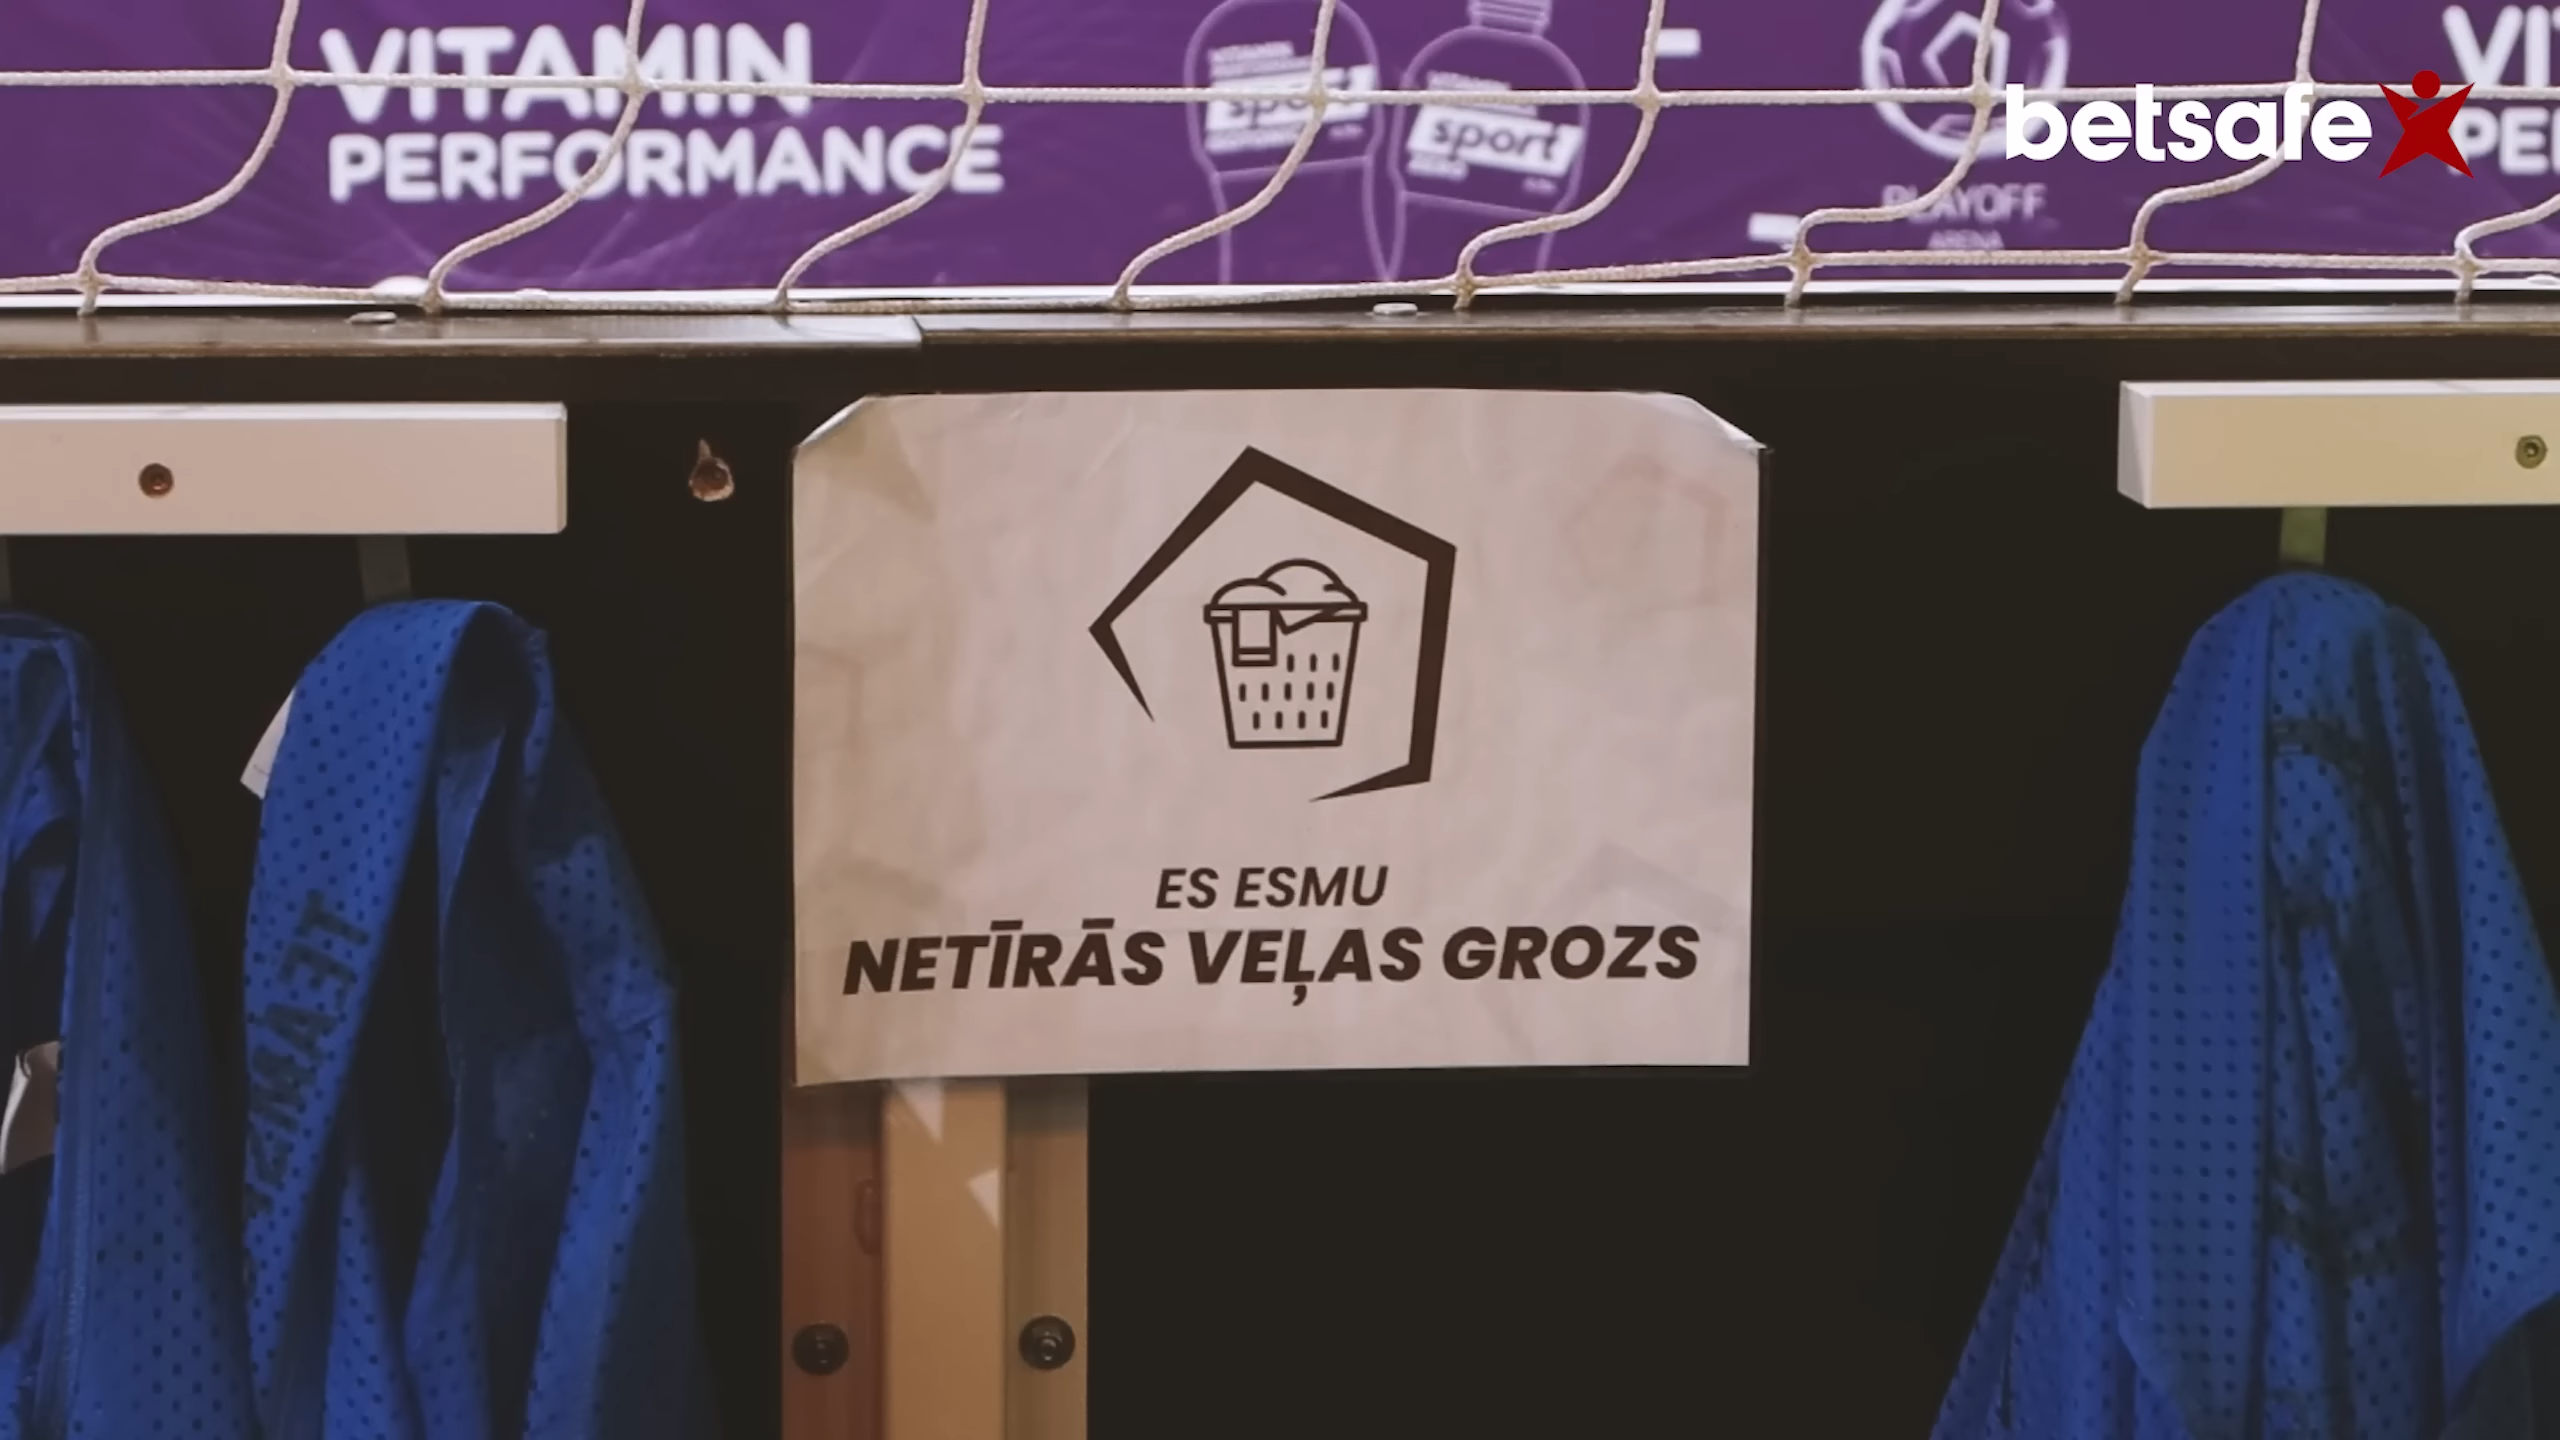 VITAMIN
PERFORMANCE
sport
sport
PLAYOFF
ARENA
betsafe
ES ESMU
NETĪRĀS VEĻAS GROZS